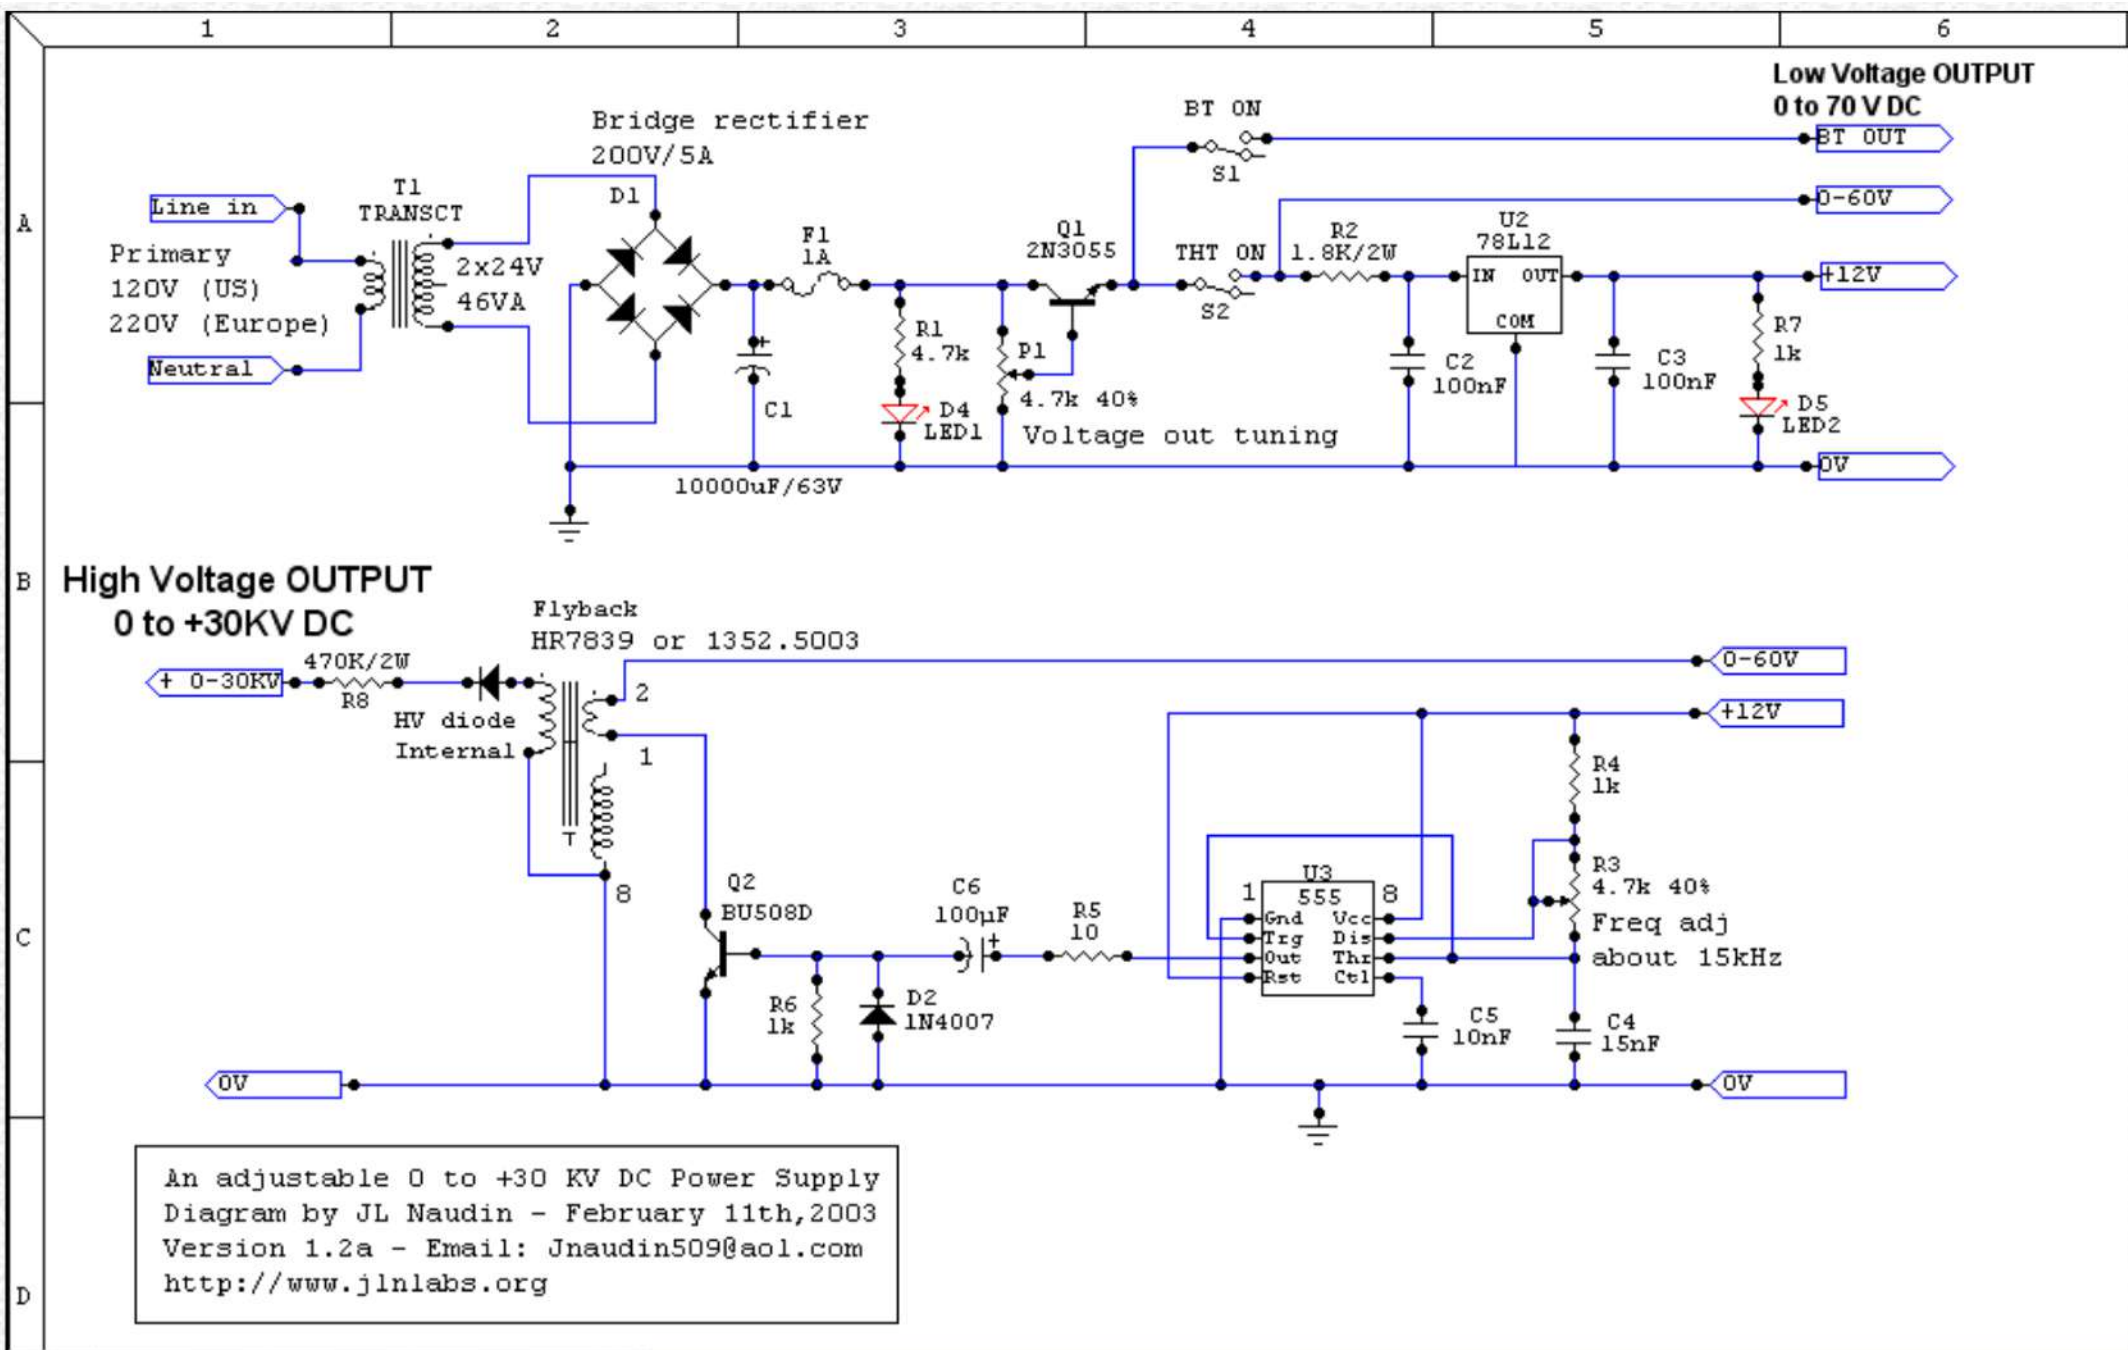 1 2 3 4 5 6
A
B
C
D
Low Voltage OUTPUT
0 to 70 V DC
Bridge rectifier
200V/5A
D1
T1
TRANSCT
Line in
Primary
120V (US)
220V (Europe)
Neutral
2x24V
46VA
F1
1A
C1
10000uF/63V
R1
4.7k
D4
LED1
P1
4.7k 40%
Voltage out tuning
Q1
2N3055
BT ON
S1
THT ON
S2
R2
1.8K/2W
U2
78L12
IN OUT
COM
C2
100nF
C3
100nF
R7
1k
D5
LED2
BT OUT
0-60V
+12V
0V
High Voltage OUTPUT
0 to +30KV DC
Flyback
HR7839 or 1352.5003
+ 0-30KV
470K/2W
R8
HV diode
Internal
2
1
T
8
0-60V
+12V
R4
1k
R3
4.7k 40%
Freq adj
about 15kHz
U3
1 555 8
Gnd Vcc
Trg Dis
Out Thr
Rst Ctl
Q2
BU508D
C6
100µF
+
R5
10
R6
1k
D2
1N4007
C5
10nF
C4
15nF
0V
0V
An adjustable 0 to +30 KV DC Power Supply
Diagram by JL Naudin - February 11th,2003
Version 1.2a - Email: Jnaudin509@aol.com
http://www.jlnlabs.org